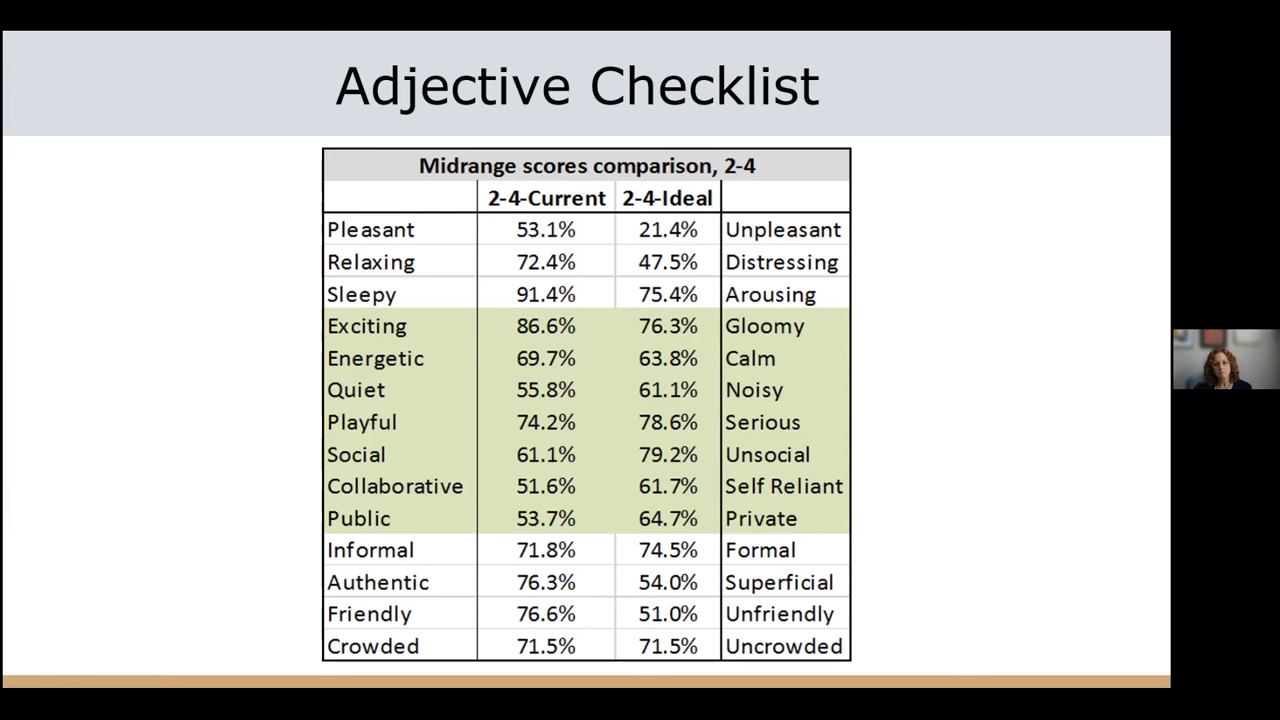 Adjective Checklist
Midrange scores comparison, 2-4
2-4-Current 2-4-Ideal
Pleasant 53.1% 21.4% Unpleasant
Relaxing 72.4% 47.5% Distressing
Sleepy 91.4% 75.4% Arousing
Exciting 86.6% 76.3% Gloomy
Energetic 69.7% 63.8% Calm
Quiet 55.8% 61.1% Noisy
Playful 74.2% 78.6% Serious
Social 61.1% 79.2% Unsocial
Collaborative 51.6% 61.7% Self Reliant
Public 53.7% 64.7% Private
Informal 71.8% 74.5% Formal
Authentic 76.3% 54.0% Superficial
Friendly 76.6% 51.0% Unfriendly
Crowded 71.5% 71.5% Uncrowded